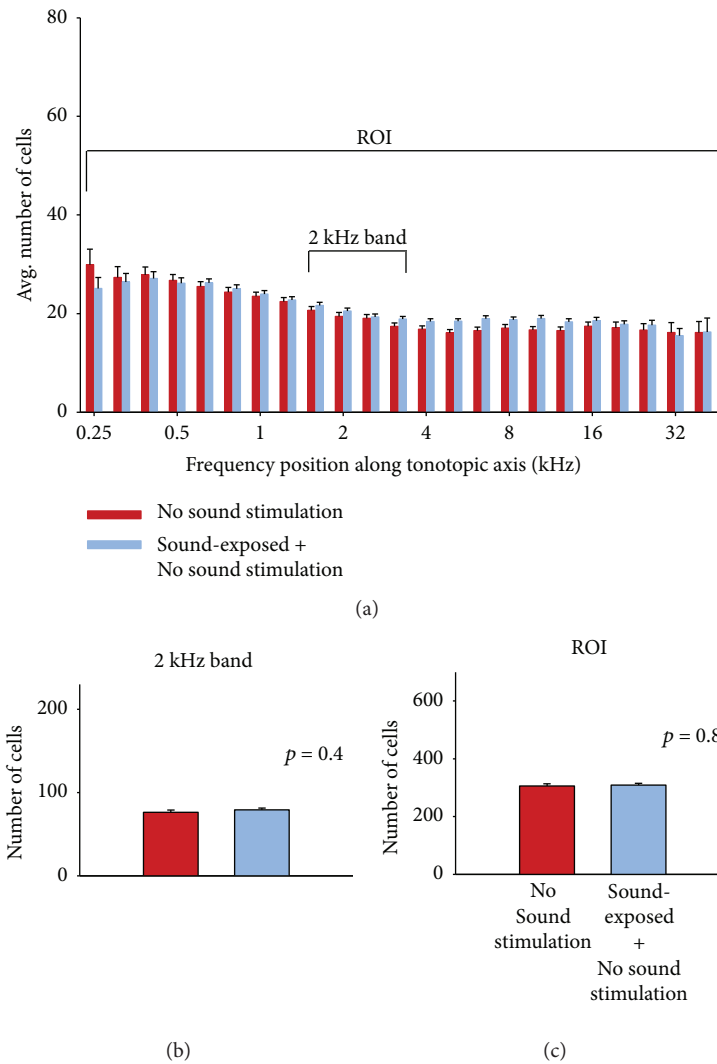 80
60
40
20
0
Avg. number of cells
ROI
2 kHz band
0.25 0.5 1 2 4 8 16 32
Frequency position along tonotopic axis (kHz)
No sound stimulation
Sound-exposed +
No sound stimulation
(a)
2 kHz band
200
100
0
Number of cells
p = 0.4
(b)
ROI
600
400
200
0
Number of cells
p = 0.8
No
Sound
stimulation
Sound-
exposed
+
No sound
stimulation
(c)